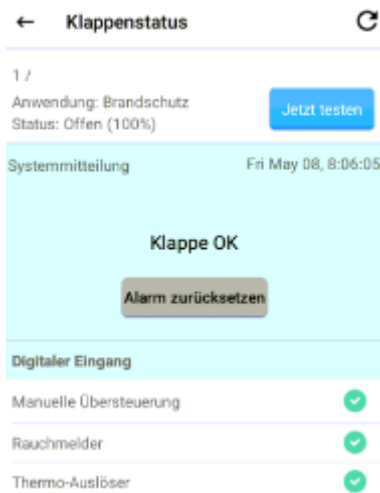 Klappenstatus
1 /
Anwendung: Brandschutz
Status: Offen (100%)
Jetzt testen
Systemmitteilung
Fri May 08, 8:06:05
Klappe OK
Alarm zurücksetzen
Digitaler Eingang
Manuelle Übersteuerung
Rauchmelder
Thermo-Auslöser